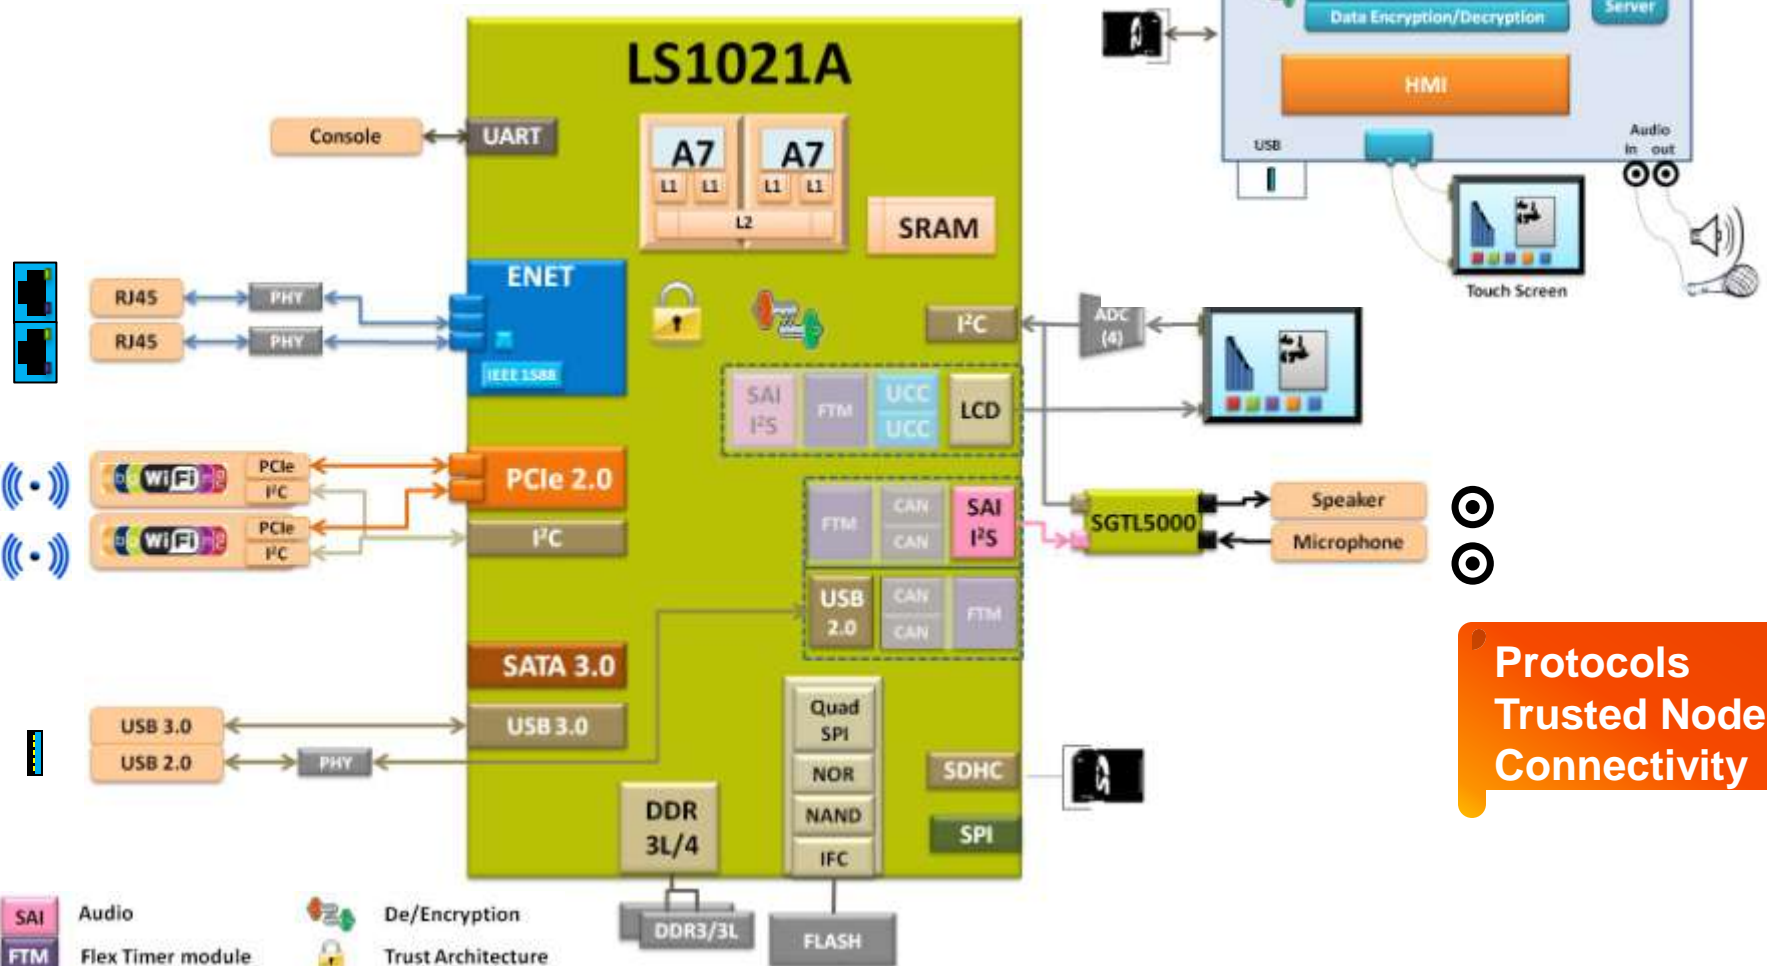 LS1021A
Console
UART
A7
A7
L1
L1
L1
L1
L2
SRAM
ENET
IEEE 1588
RJ45
PHY
RJ45
PHY
I²C
ADC
(4)
SAI
I²S
FTM
UCC
UCC
LCD
PCIe
I²C
PCIe
I²C
WiFi
WiFi
PCIe 2.0
I²C
FTM
CAN
CAN
SAI
I²S
SGTL5000
Speaker
Microphone
USB
2.0
CAN
CAN
FTM
SATA 3.0
USB 3.0
USB 3.0
USB 2.0
PHY
Quad
SPI
NOR
NAND
IFC
SDHC
SPI
DDR
3L/4
DDR3/3L
FLASH
Data Encryption/Decryption
Server
HMI
USB
Audio
In out
Touch Screen
Protocols
Trusted Node
Connectivity
SAI Audio
De/Encryption
FTM Flex Timer module
Trust Architecture